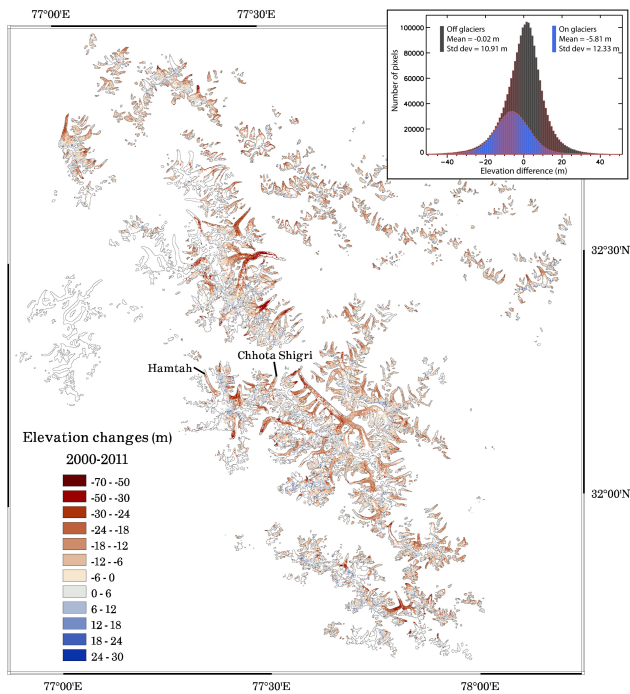 77°00'E
77°30'E
Off glaciers
Mean = -0.02 m
Std dev = 10.91 m
On glaciers
Mean = -5.81 m
Std dev = 12.33 m
Number of pixels
100000
80000
60000
40000
20000
0
-40
-20
0
20
40
Elevation difference (m)
32°30'N
Chhota Shigri
Hamtah
Elevation changes (m)
2000-2011
-70 - -50
-50 - -30
-30 - -24
-24 - -18
-18 - -12
-12 - -6
-6 - 0
0 - 6
6 - 12
12 - 18
18 - 24
24 - 30
32°00'N
77°00'E
77°30'E
78°00'E